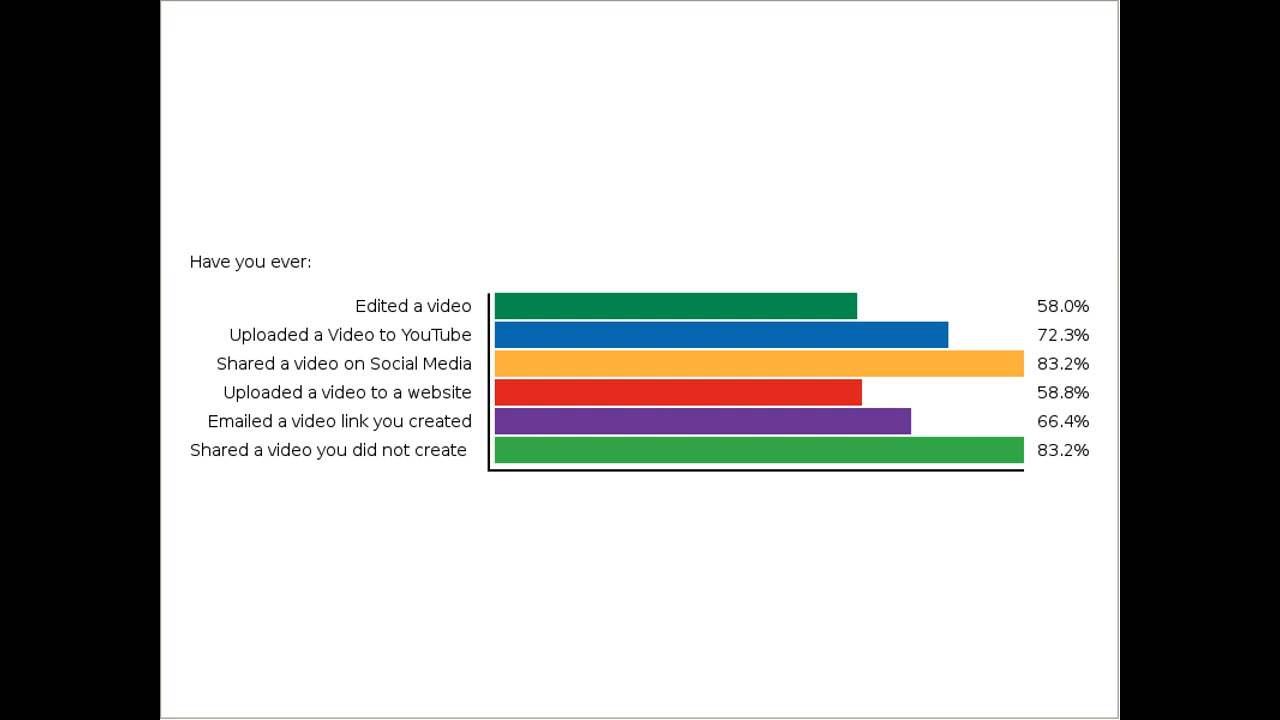 Have you ever:
Edited a video 58.0%
Uploaded a Video to YouTube 72.3%
Shared a video on Social Media 83.2%
Uploaded a video to a website 58.8%
Emailed a video link you created 66.4%
Shared a video you did not create 83.2%